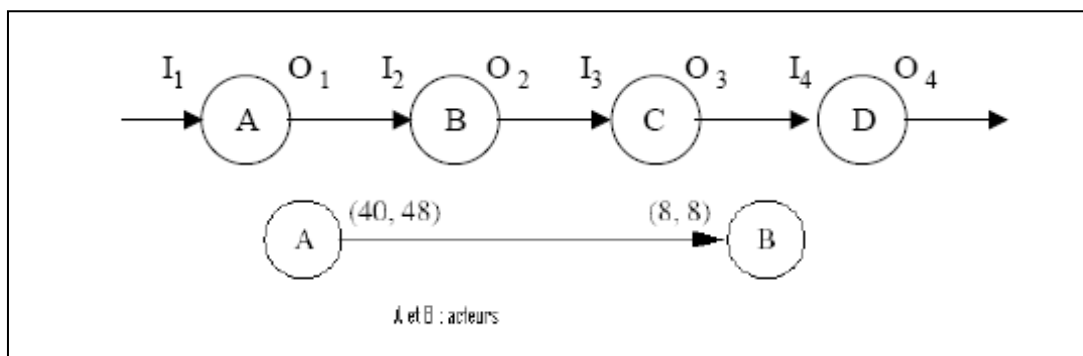 I1 O1 I2 O2 I3 O3 I4 O4
A B C D
(40, 48) (8, 8)
A B
A et B : acteurs